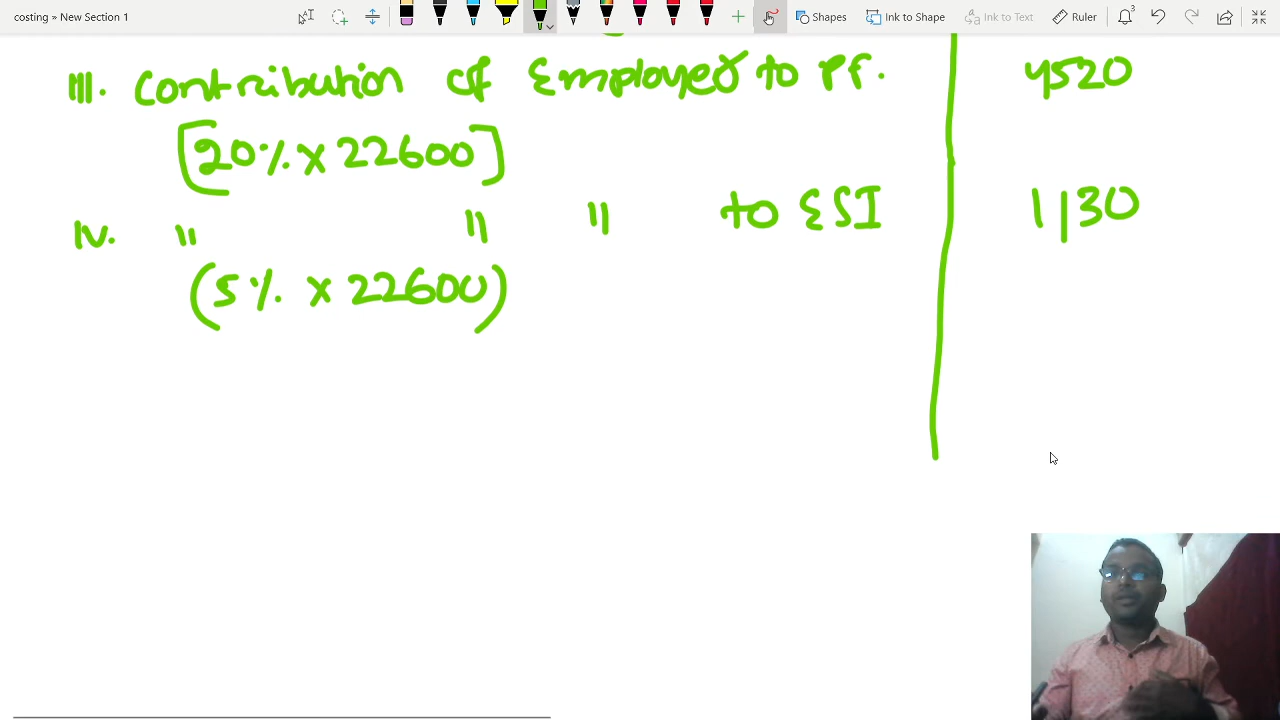 costing » New Section 1
Shapes
Ink to Shape
Ink to Text
Ruler
III. Contribution of Employer to Pf. 4520
[20% x 22600]
IV. " " " to ESI 1130
(5% x 22600)